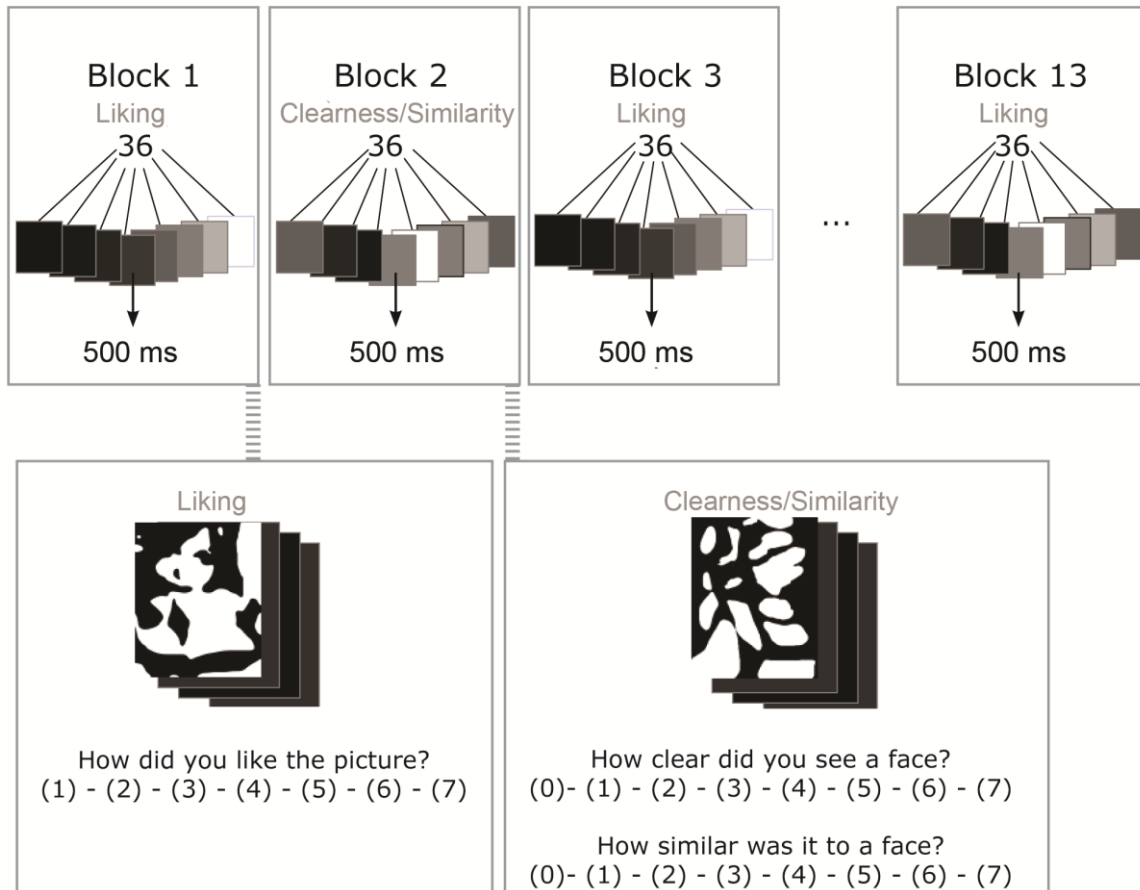 Block 1
Liking
36
500 ms
Block 2
Clearness/Similarity
36
500 ms
Block 3
Liking
36
500 ms
...
Block 13
Liking
36
500 ms
Liking
How did you like the picture?
(1) - (2) - (3) - (4) - (5) - (6) - (7)
Clearness/Similarity
How clear did you see a face?
(0)- (1) - (2) - (3) - (4) - (5) - (6) - (7)
How similar was it to a face?
(0)- (1) - (2) - (3) - (4) - (5) - (6) - (7)